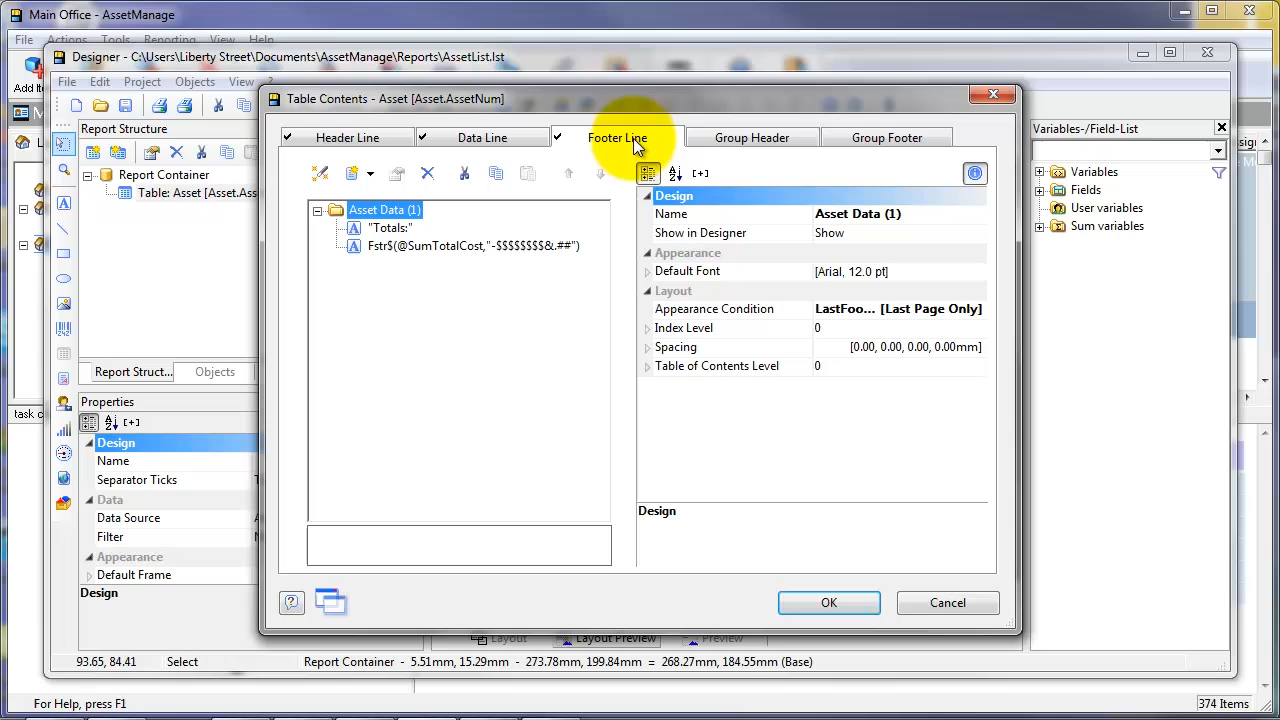 Main Office - AssetManage
File Actions Tools Reporting View Help
Designer - C:\Users\Liberty Street\Documents\AssetManage\Reports\AssetList.lst
File Edit Project Objects View
Add Ite
Table Contents - Asset [Asset.AssetNum]
Report Structure
Report Container
Table: Asset [Asset.Ass
Header Line
Data Line
Footer Line
Group Header
Group Footer
Variables-/Field-List
Variables
Fields
User variables
Sum variables
Asset Data (1)
"Totals:"
Fstr$(@SumTotalCost,"-$$$$$$$$&.##")
Design
Name Asset Data (1)
Show in Designer Show
Appearance
Default Font [Arial, 12.0 pt]
Layout
Appearance Condition LastFoo... [Last Page Only]
Index Level 0
Spacing [0.00, 0.00, 0.00, 0.00mm]
Table of Contents Level 0
Design
Report Struct... Objects
task c
Properties
Design
Name
Separator Ticks
Data
Data Source
Filter
Appearance
Default Frame
Design
OK
Cancel
Layout Layout Preview Preview
93.65, 84.41 Select Report Container - 5.51mm, 15.29mm - 273.78mm, 199.84mm = 268.27mm, 184.55mm (Base)
For Help, press F1
374 Items